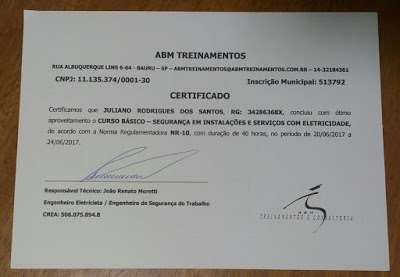 ABM TREINAMENTOS
RUA ALBUQUERQUE LINS 6-64 - BAURU – SP – ABMTREINAMENTOS@ABMTREINAMENTOS.COM.BR – 14-32184361
CNPJ: 11.135.374/0001-30 Inscrição Municipal: 513792
CERTIFICADO
Certificamos que JULIANO RODRIGUES DOS SANTOS, RG: 34286368X, concluiu com ótimo
aproveitamento o CURSO BÁSICO – SEGURANÇA EM INSTALAÇÕES E SERVIÇOS COM ELETRICIDADE,
de acordo com a Norma Regulamentadora NR-10, com duração de 40 horas, no período de 20/06/2017 a
24/06/2017.
Responsável Técnico: João Renato Moretti
Engenheiro Eletricista / Engenheiro de Segurança do Trabalho
CREA: 506.075.894.8
ABM
TREINAMENTOS E CONSULTORIA